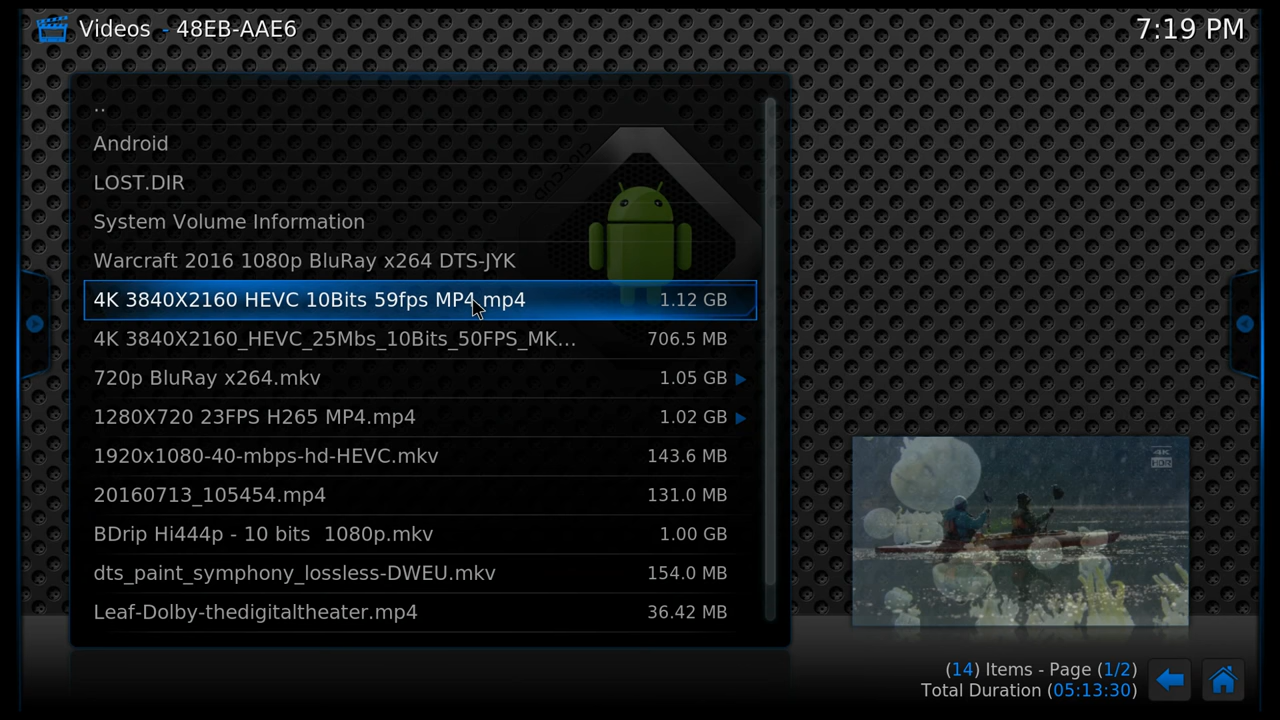 Videos - 48EB-AAE6
7:19 PM
..
Android
LOST.DIR
System Volume Information
Warcraft 2016 1080p BluRay x264 DTS-JYK
4K 3840X2160 HEVC 10Bits 59fps MP4.mp4 1.12 GB
4K 3840X2160_HEVC_25Mbs_10Bits_50FPS_MK... 706.5 MB
720p BluRay x264.mkv 1.05 GB
1280X720 23FPS H265 MP4.mp4 1.02 GB
1920x1080-40-mbps-hd-HEVC.mkv 143.6 MB
20160713_105454.mp4 131.0 MB
BDrip Hi444p - 10 bits  1080p.mkv 1.00 GB
dts_paint_symphony_lossless-DWEU.mkv 154.0 MB
Leaf-Dolby-thedigitaltheater.mp4 36.42 MB
(14) Items - Page (1/2)
Total Duration (05:13:30)